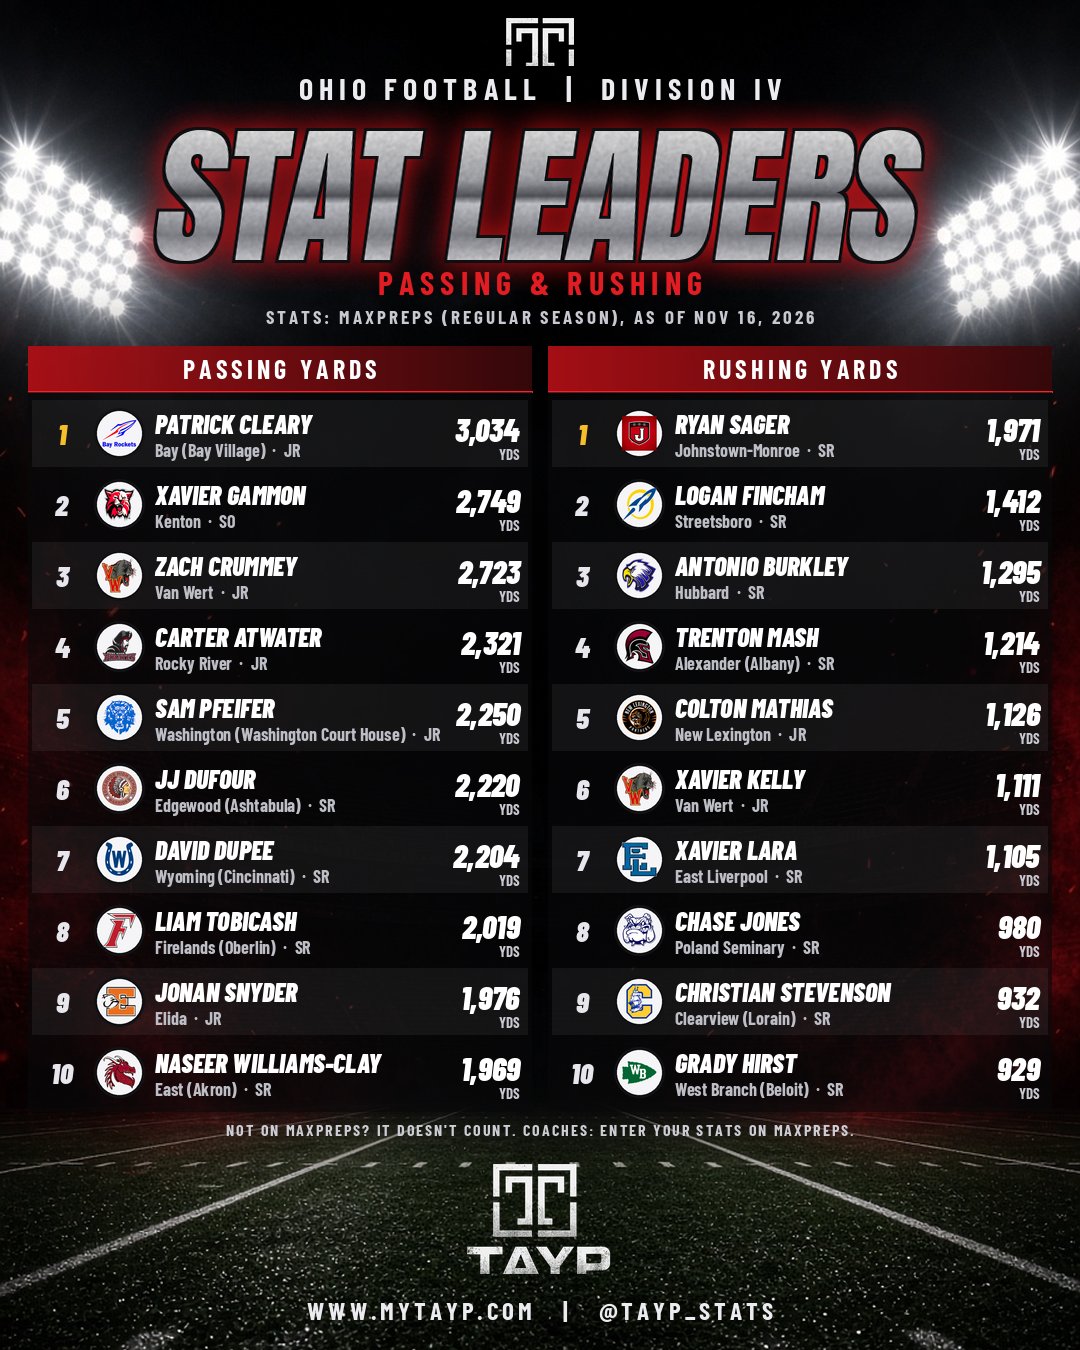 OHIO FOOTBALL | DIVISION IV
STAT LEADERS
PASSING & RUSHING
STATS: MAXPREPS (REGULAR SEASON), AS OF NOV 16, 2026
PASSING YARDS
1 PATRICK CLEARY 3,034
Bay Rockets
Bay (Bay Village) · JR YDS
2 XAVIER GAMMON 2,749
Kenton · SO YDS
3 ZACH CRUMMEY 2,723
Van Wert · JR YDS
4 CARTER ATWATER 2,321
Rocky River · JR YDS
5 SAM PFEIFER 2,250
Washington (Washington Court House) · JR YDS
6 JJ DUFOUR 2,220
Edgewood (Ashtabula) · SR YDS
7 W DAVID DUPEE 2,204
Wyoming (Cincinnati) · SR YDS
8 F LIAM TOBICASH 2,019
Firelands (Oberlin) · SR YDS
9 E JONAN SNYDER 1,976
Elida · JR YDS
10 NASEER WILLIAMS-CLAY 1,969
East (Akron) · SR YDS
RUSHING YARDS
1 J RYAN SAGER 1,971
Johnstown-Monroe · SR YDS
2 LOGAN FINCHAM 1,412
Streetsboro · SR YDS
3 ANTONIO BURKLEY 1,295
Hubbard · SR YDS
4 TRENTON MASH 1,214
Alexander (Albany) · SR YDS
5 COLTON MATHIAS 1,126
New Lexington · JR YDS
6 XAVIER KELLY 1,111
Van Wert · JR YDS
7 EL XAVIER LARA 1,105
East Liverpool · SR YDS
8 CHASE JONES 980
Poland Seminary · SR YDS
9 C CHRISTIAN STEVENSON 932
Clearview (Lorain) · SR YDS
10 WB GRADY HIRST 929
West Branch (Beloit) · SR YDS
NOT ON MAXPREPS? IT DOESN'T COUNT. COACHES: ENTER YOUR STATS ON MAXPREPS.
TAYP
WWW.MYTAYP.COM | @TAYP_STATS